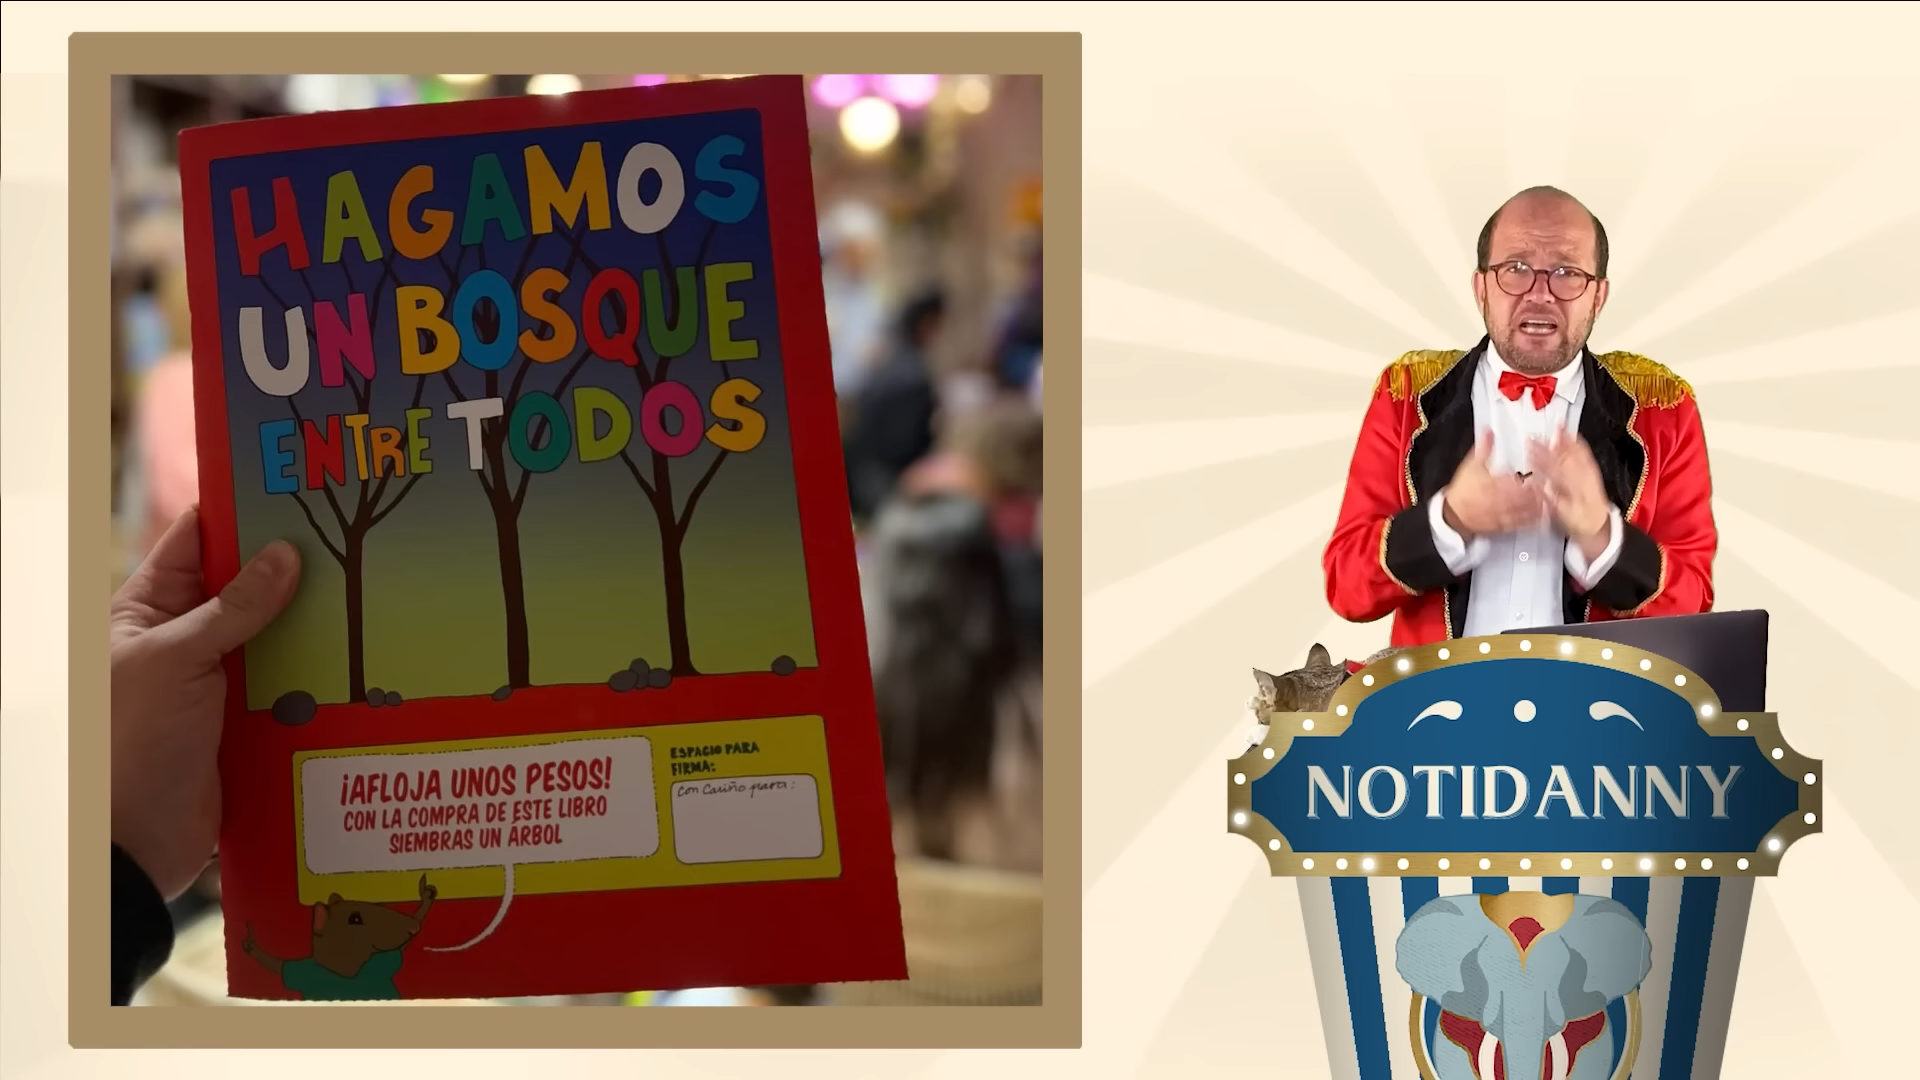 HAGAMOS
UN BOSQUE
ENTRE TODOS
¡AFLOJA UNOS PESOS!
CON LA COMPRA DE ESTE LIBRO
SIEMBRAS UN ÁRBOL
ESPACIO PARA
FIRMA:
Con Cariño para:
NOTIDANNY